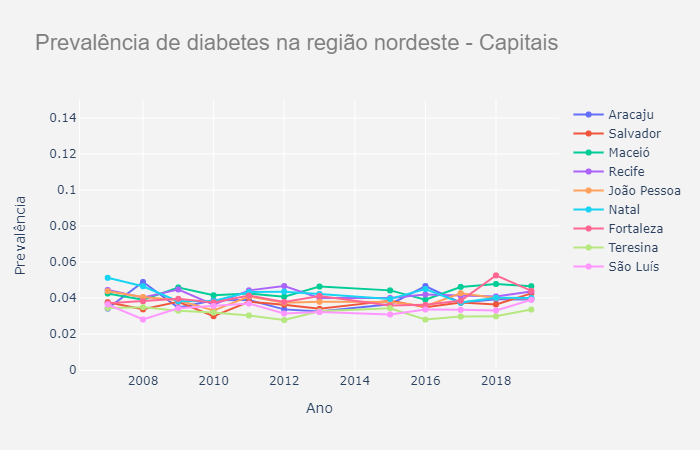 Prevalência de diabetes na região nordeste - Capitais
0.14
0.12
0.1
0.08
0.06
0.04
0.02
0
Prevalência
2008 2010 2012 2014 2016 2018
Ano
Aracaju
Salvador
Maceió
Recife
João Pessoa
Natal
Fortaleza
Teresina
São Luís